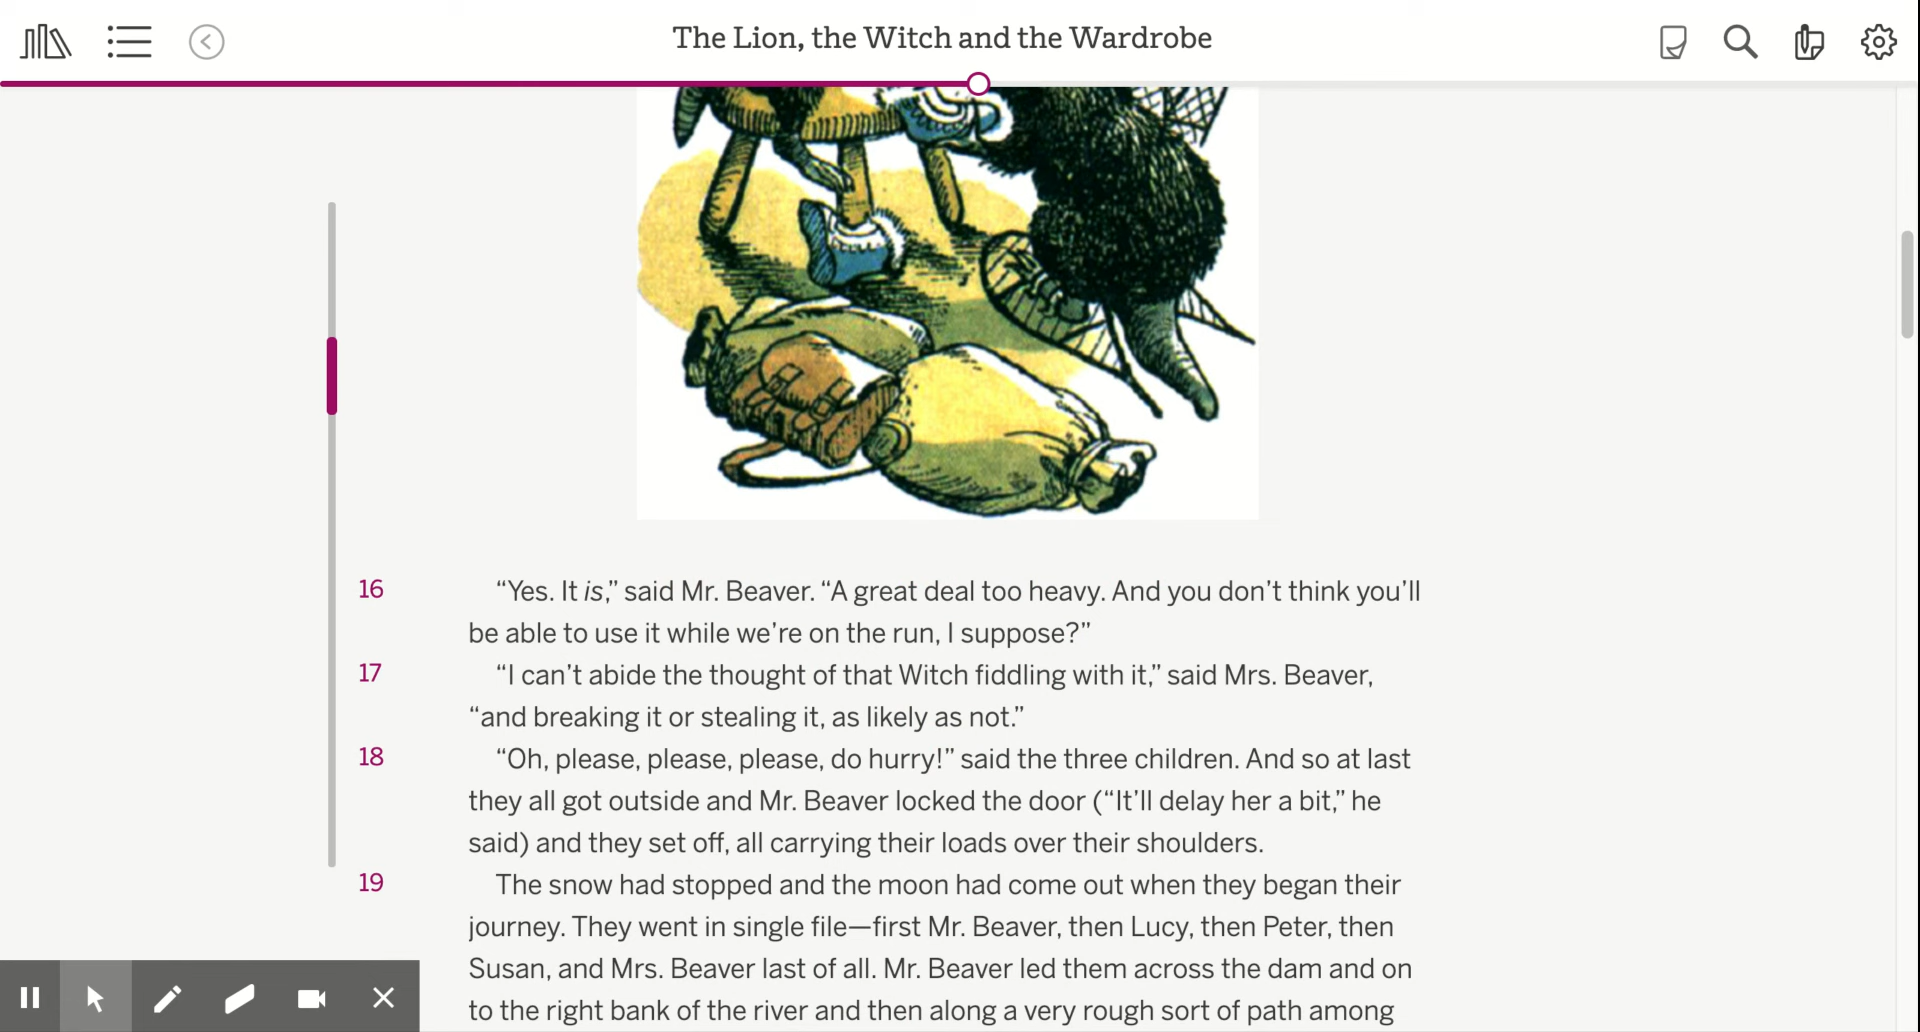 The Lion, the Witch and the Wardrobe
16 “Yes. It is,” said Mr. Beaver. “A great deal too heavy. And you don’t think you’ll
be able to use it while we’re on the run, I suppose?”
17 “I can’t abide the thought of that Witch fiddling with it,” said Mrs. Beaver,
“and breaking it or stealing it, as likely as not.”
18 “Oh, please, please, please, do hurry!” said the three children. And so at last
they all got outside and Mr. Beaver locked the door (“It’ll delay her a bit,” he
said) and they set off, all carrying their loads over their shoulders.
19 The snow had stopped and the moon had come out when they began their
journey. They went in single file—first Mr. Beaver, then Lucy, then Peter, then
Susan, and Mrs. Beaver last of all. Mr. Beaver led them across the dam and on
to the right bank of the river and then along a very rough sort of path among